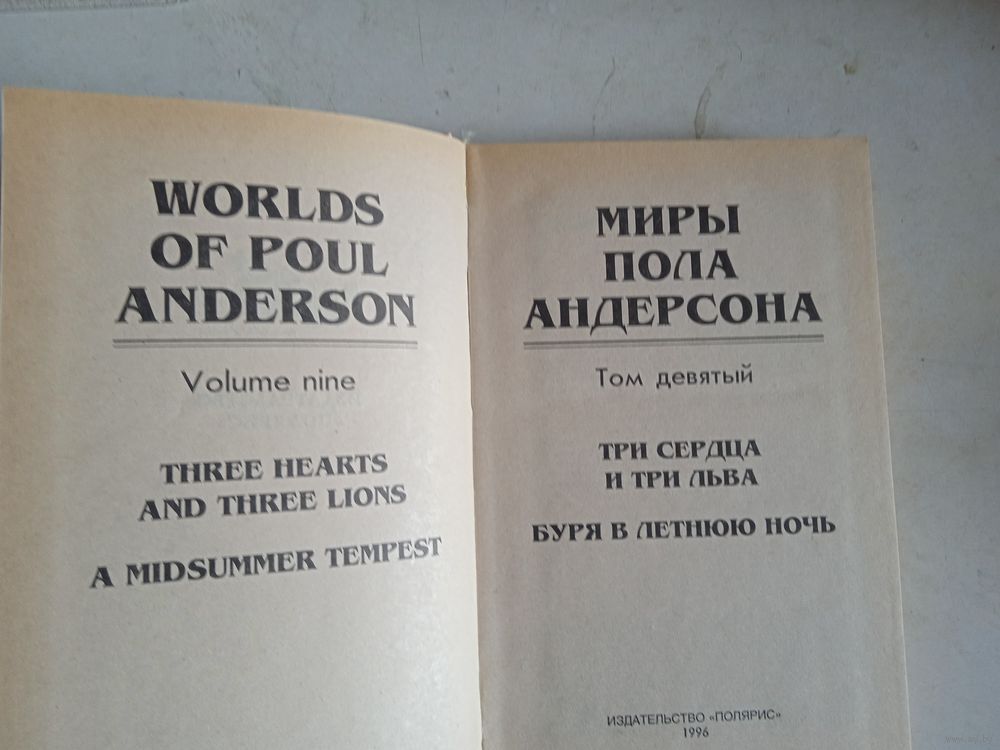 WORLDS
OF POUL
ANDERSON
Volume nine
THREE HEARTS
AND THREE LIONS
A MIDSUMMER TEMPEST
МИРЫ
ПОЛА
АНДЕРСОНА
Том девятый
ТРИ СЕРДЦА
И ТРИ ЛЬВА
БУРЯ В ЛЕТНЮЮ НОЧЬ
ИЗДАТЕЛЬСТВО «ПОЛЯРИС»
1996